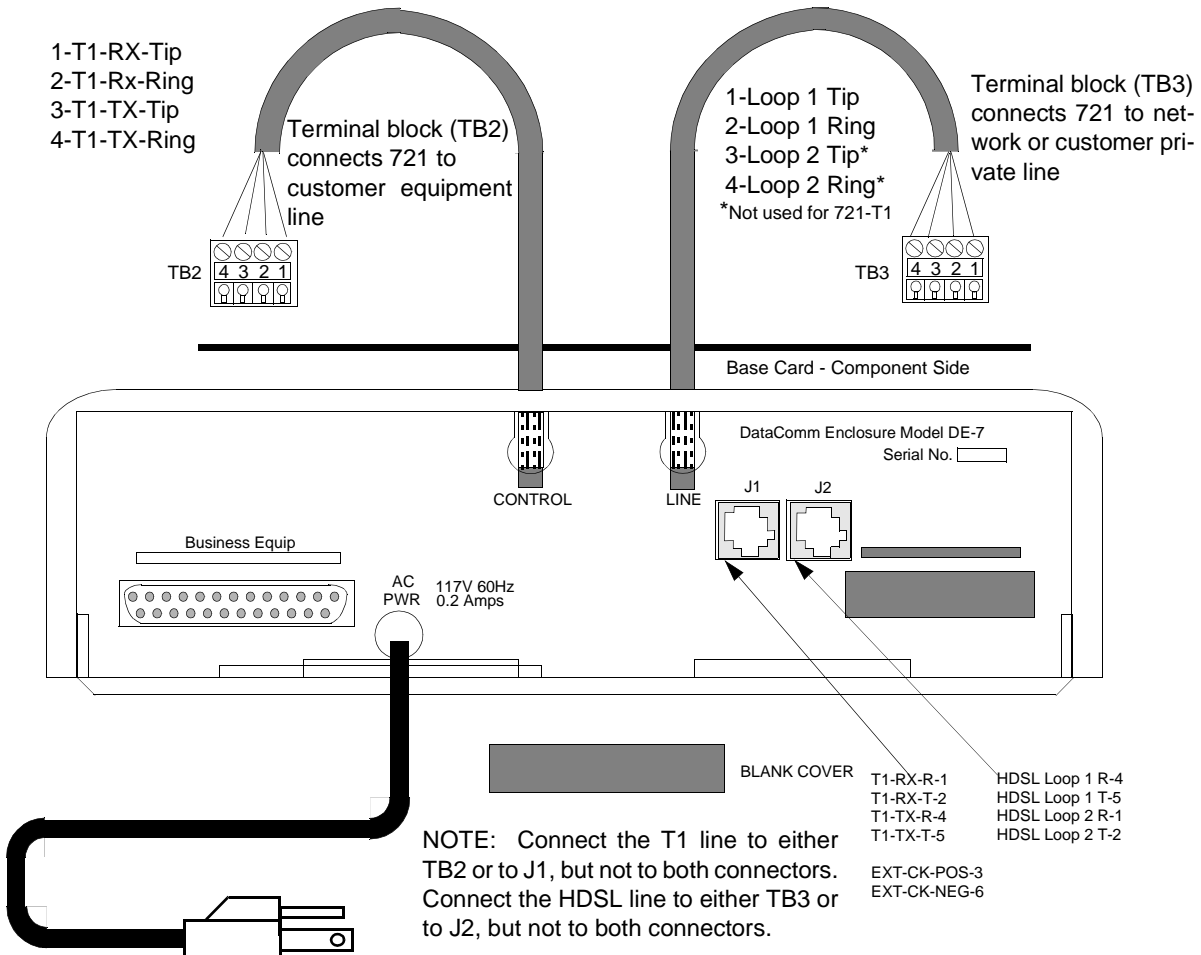 1-T1-RX-Tip
2-T1-Rx-Ring
3-T1-TX-Tip
4-T1-TX-Ring
Terminal block (TB2)
connects 721 to
customer equipment
line
TB2
4 3 2 1
1-Loop 1 Tip
2-Loop 1 Ring
3-Loop 2 Tip*
4-Loop 2 Ring*
*Not used for 721-T1
Terminal block (TB3)
connects 721 to net-
work or customer pri-
vate line
TB3
4 3 2 1
Base Card - Component Side
DataComm Enclosure Model DE-7
Serial No.
CONTROL
LINE
J1
J2
Business Equip
AC
PWR
117V 60Hz
0.2 Amps
BLANK COVER
T1-RX-R-1
T1-RX-T-2
T1-TX-R-4
T1-TX-T-5
EXT-CK-POS-3
EXT-CK-NEG-6
HDSL Loop 1 R-4
HDSL Loop 1 T-5
HDSL Loop 2 R-1
HDSL Loop 2 T-2
NOTE: Connect the T1 line to either
TB2 or to J1, but not to both connectors.
Connect the HDSL line to either TB3 or
to J2, but not to both connectors.